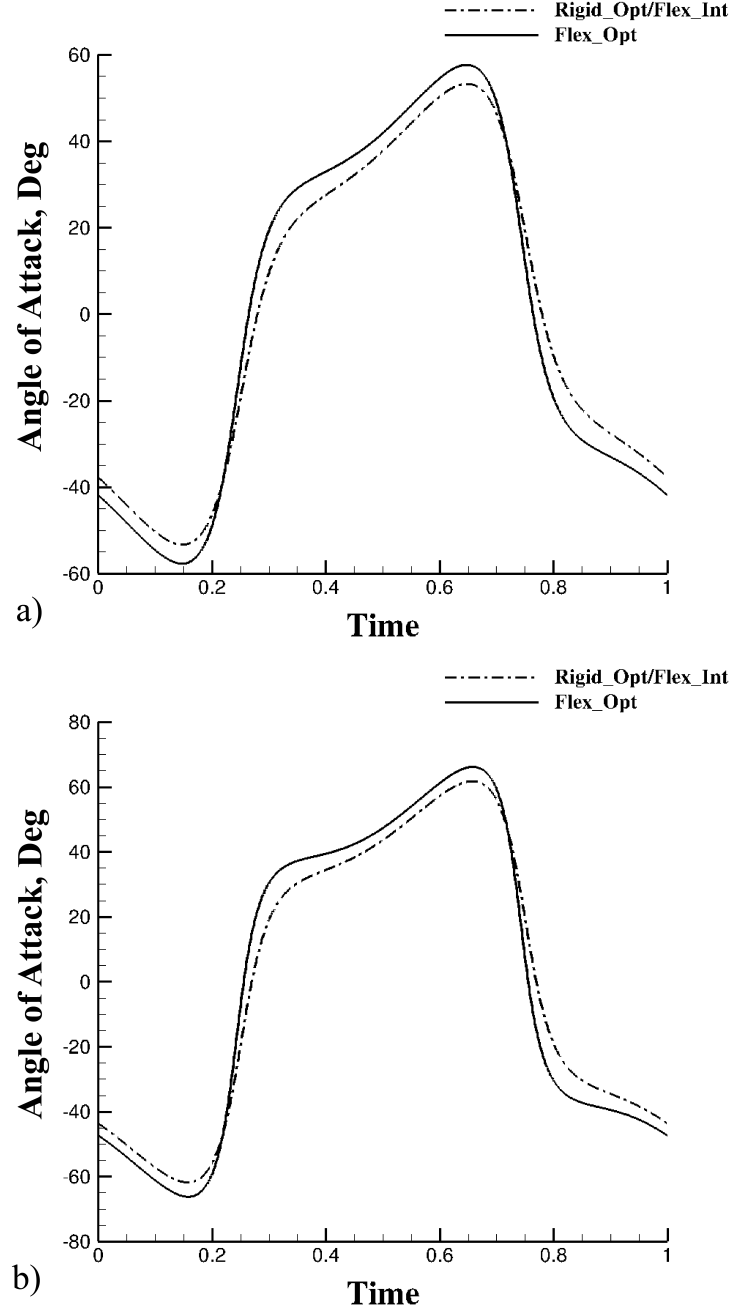 Rigid_Opt/Flex_Int
Flex_Opt
60
40
20
0
-20
-40
-60
Angle of Attack, Deg
0 0.2 0.4 0.6 0.8 1
Time
a)
Rigid_Opt/Flex_Int
Flex_Opt
80
60
40
20
0
-20
-40
-60
-80
Angle of Attack, Deg
0 0.2 0.4 0.6 0.8 1
Time
b)